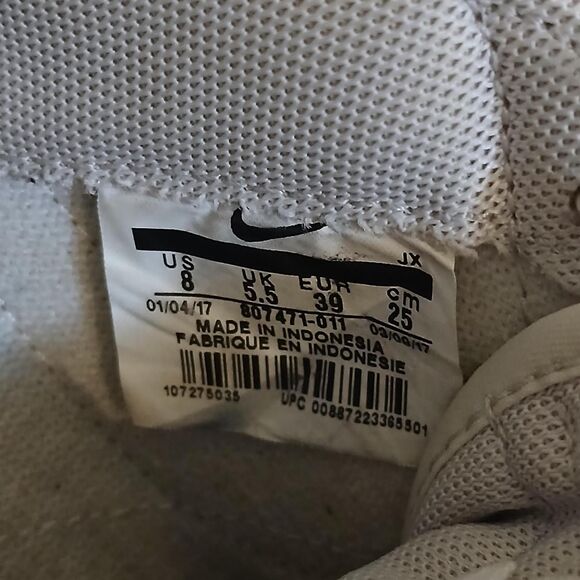 JX
US UK EUR cm
8 5.5 39 25
01/04/17 807471-011 03/09/17
MADE IN INDONESIA
FABRIQUE EN INDONESIE
107275035 UPC 00887223365501